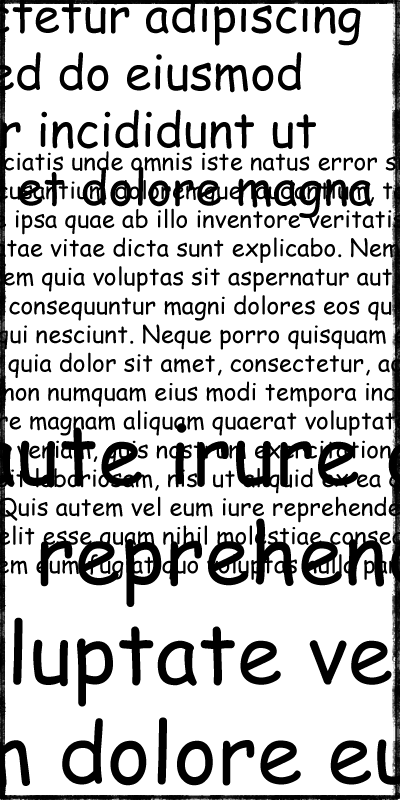 ctetur adipiscing
ed do eiusmod
r incididunt ut
ciatis unde omnis iste natus error s
et dolore magna
ipsa quae ab illo inventore veritati
tae vitae dicta sunt explicabo. Nem
em quia voluptas sit aspernatur aut
consequuntur magni dolores eos qu
qui nesciunt. Neque porro quisquam
quia dolor sit amet, consectetur, a
non numquam eius modi tempora inc
re magnam aliquam quaerat voluptat
aute irure
Quis autem vel eum iure reprehende
elit esse quam nihil molestiae conse
reprehen
luptate ve
n dolore eu